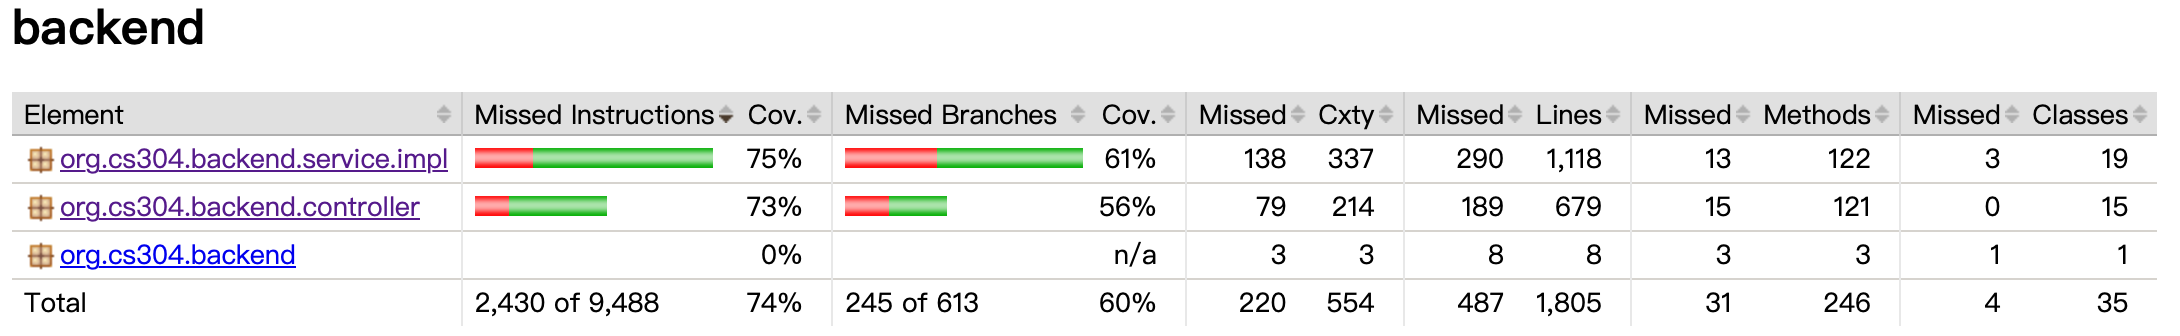 backend
Element Missed Instructions Cov. Missed Branches Cov. Missed Cxty Missed Lines Missed Methods Missed Classes
org.cs304.backend.service.impl 75% 61% 138 337 290 1,118 13 122 3 19
org.cs304.backend.controller 73% 56% 79 214 189 679 15 121 0 15
org.cs304.backend 0% n/a 3 3 8 8 3 3 1 1
Total 2,430 of 9,488 74% 245 of 613 60% 220 554 487 1,805 31 246 4 35